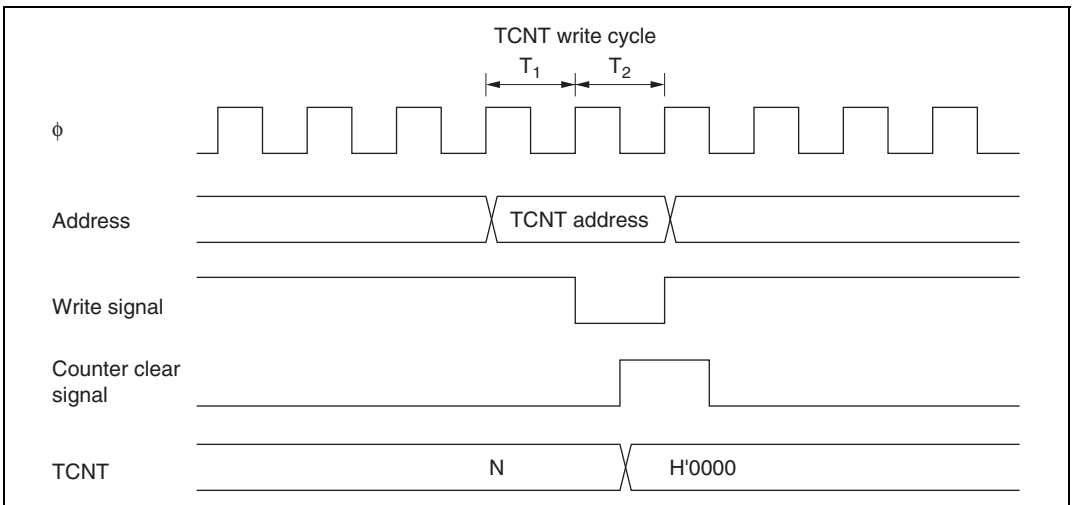 TCNT write cycle
T₁ T₂
ϕ
Address
TCNT address
Write signal
Counter clear
signal
TCNT
N
H'0000